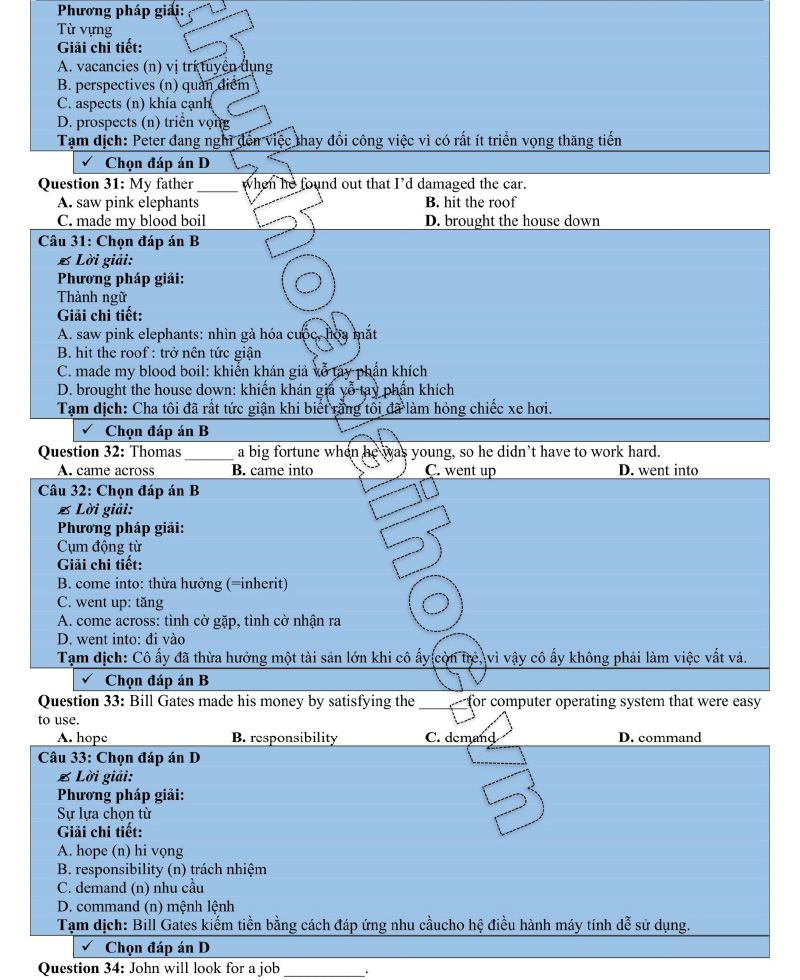 Phương pháp giải:
Từ vựng
Giải chi tiết:
A. vacancies (n) vị trí tuyển dụng
B. perspectives (n) quan điểm
C. aspects (n) khía cạnh
D. prospects (n) triển vọng
Tạm dịch: Peter đang nghĩ đến việc thay đổi công việc vì có rất ít triển vọng thăng tiến
✓ Chọn đáp án D
Question 31: My father ______ when he found out that I’d damaged the car.
A. saw pink elephants B. hit the roof
C. made my blood boil D. brought the house down
Câu 31: Chọn đáp án B
✍ Lời giải:
Phương pháp giải:
Thành ngữ
Giải chi tiết:
A. saw pink elephants: nhìn gà hóa cuốc, hoa mắt
B. hit the roof : trở nên tức giận
C. made my blood boil: khiến khán giả vỗ tay phấn khích
D. brought the house down: khiến khán giả vỗ tay phấn khích
Tạm dịch: Cha tôi đã rất tức giận khi biết rằng tôi đã làm hỏng chiếc xe hơi.
✓ Chọn đáp án B
Question 32: Thomas _______ a big fortune when he was young, so he didn’t have to work hard.
A. came across B. came into C. went up D. went into
Câu 32: Chọn đáp án B
✍ Lời giải:
Phương pháp giải:
Cụm động từ
Giải chi tiết:
B. come into: thừa hưởng (=inherit)
C. went up: tăng
A. come across: tình cờ gặp, tình cờ nhận ra
D. went into: đi vào
Tạm dịch: Cô ấy đã thừa hưởng một tài sản lớn khi cô ấy còn trẻ, vì vậy cô ấy không phải làm việc vất vả.
✓ Chọn đáp án B
Question 33: Bill Gates made his money by satisfying the _______for computer operating system that were easy
to use.
A. hope B. responsibility C. demand D. command
Câu 33: Chọn đáp án D
✍ Lời giải:
Phương pháp giải:
Sự lựa chọn từ
Giải chi tiết:
A. hope (n) hi vọng
B. responsibility (n) trách nhiệm
C. demand (n) nhu cầu
D. command (n) mệnh lệnh
Tạm dịch: Bill Gates kiếm tiền bằng cách đáp ứng nhu cầucho hệ điều hành máy tính dễ sử dụng.
✓ Chọn đáp án D
Question 34: John will look for a job ____________.
thukhoadaihoc.vn